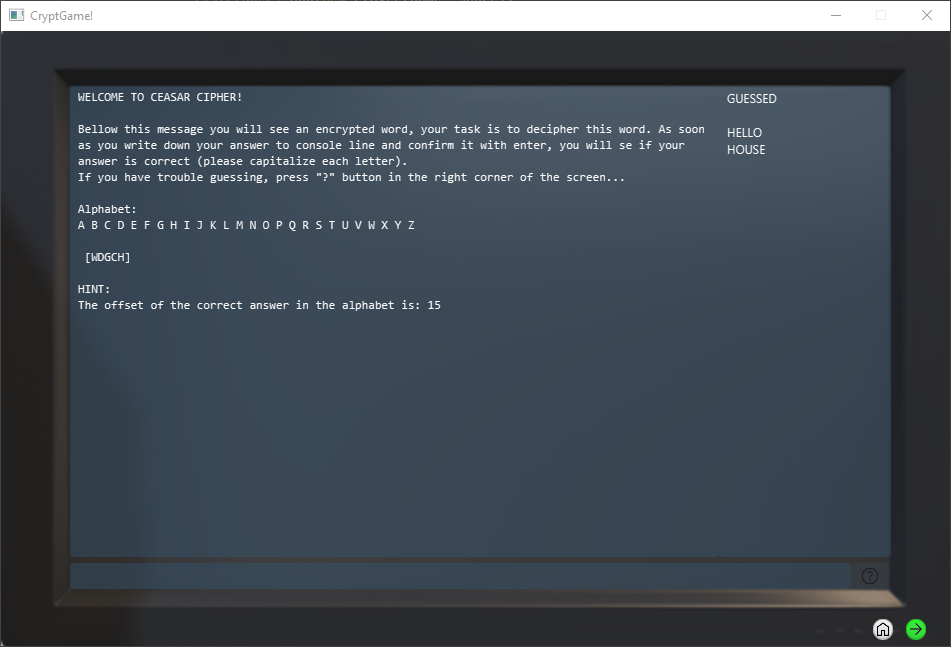 CryptGame!
WELCOME TO CEASAR CIPHER!
Bellow this message you will see an encrypted word, your task is to decipher this word. As soon
as you write down your answer to console line and confirm it with enter, you will se if your
answer is correct (please capitalize each letter).
If you have trouble guessing, press "?" button in the right corner of the screen...
Alphabet:
A B C D E F G H I J K L M N O P Q R S T U V W X Y Z
[WDGCH]
HINT:
The offset of the correct answer in the alphabet is: 15
GUESSED
HELLO
HOUSE
?